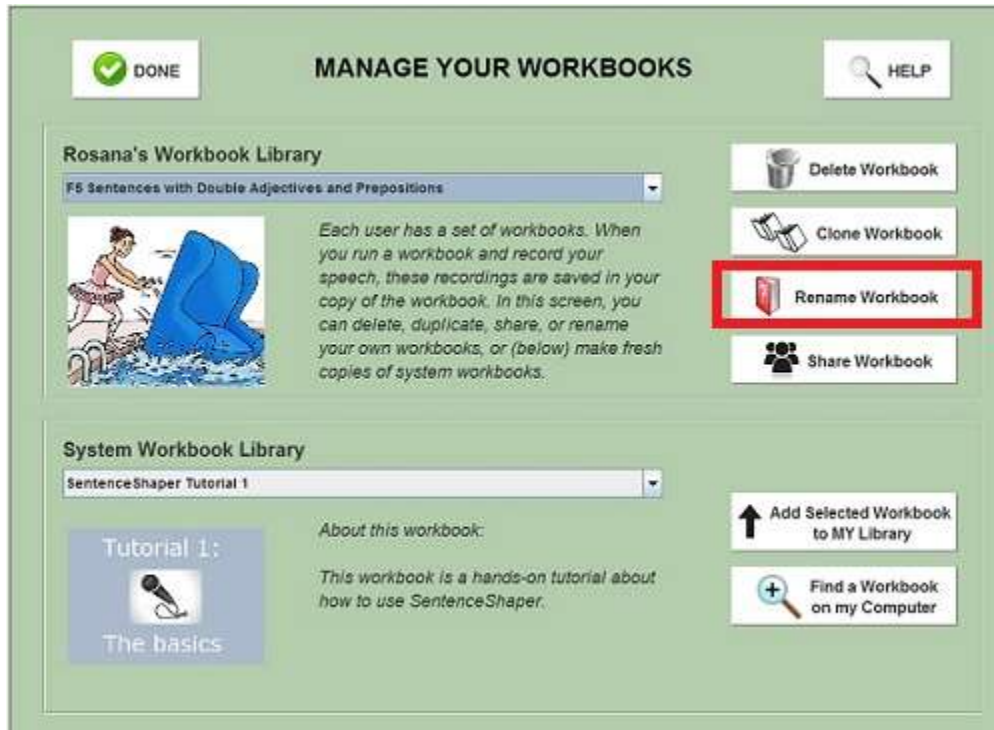 DONE
MANAGE YOUR WORKBOOKS
HELP
Rosana's Workbook Library
F5 Sentences with Double Adjectives and Prepositions
Each user has a set of workbooks. When
you run a workbook and record your
speech, these recordings are saved in your
copy of the workbook. In this screen, you
can delete, duplicate, share, or rename
your own workbooks, or (below) make fresh
copies of system workbooks.
Delete Workbook
Clone Workbook
Rename Workbook
Share Workbook
System Workbook Library
SentenceShaper Tutorial 1
Tutorial 1:
The basics
About this workbook:
This workbook is a hands-on tutorial about
how to use SentenceShaper.
Add Selected Workbook
to MY Library
Find a Workbook
on my Computer